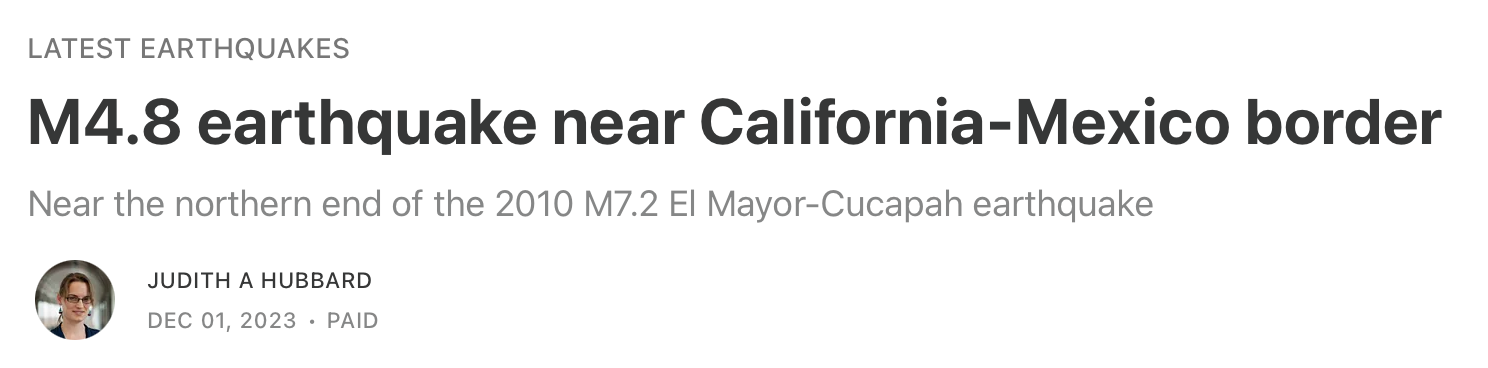 LATEST EARTHQUAKES
M4.8 earthquake near California-Mexico border
Near the northern end of the 2010 M7.2 El Mayor-Cucapah earthquake
JUDITH A HUBBARD
DEC 01, 2023 • PAID